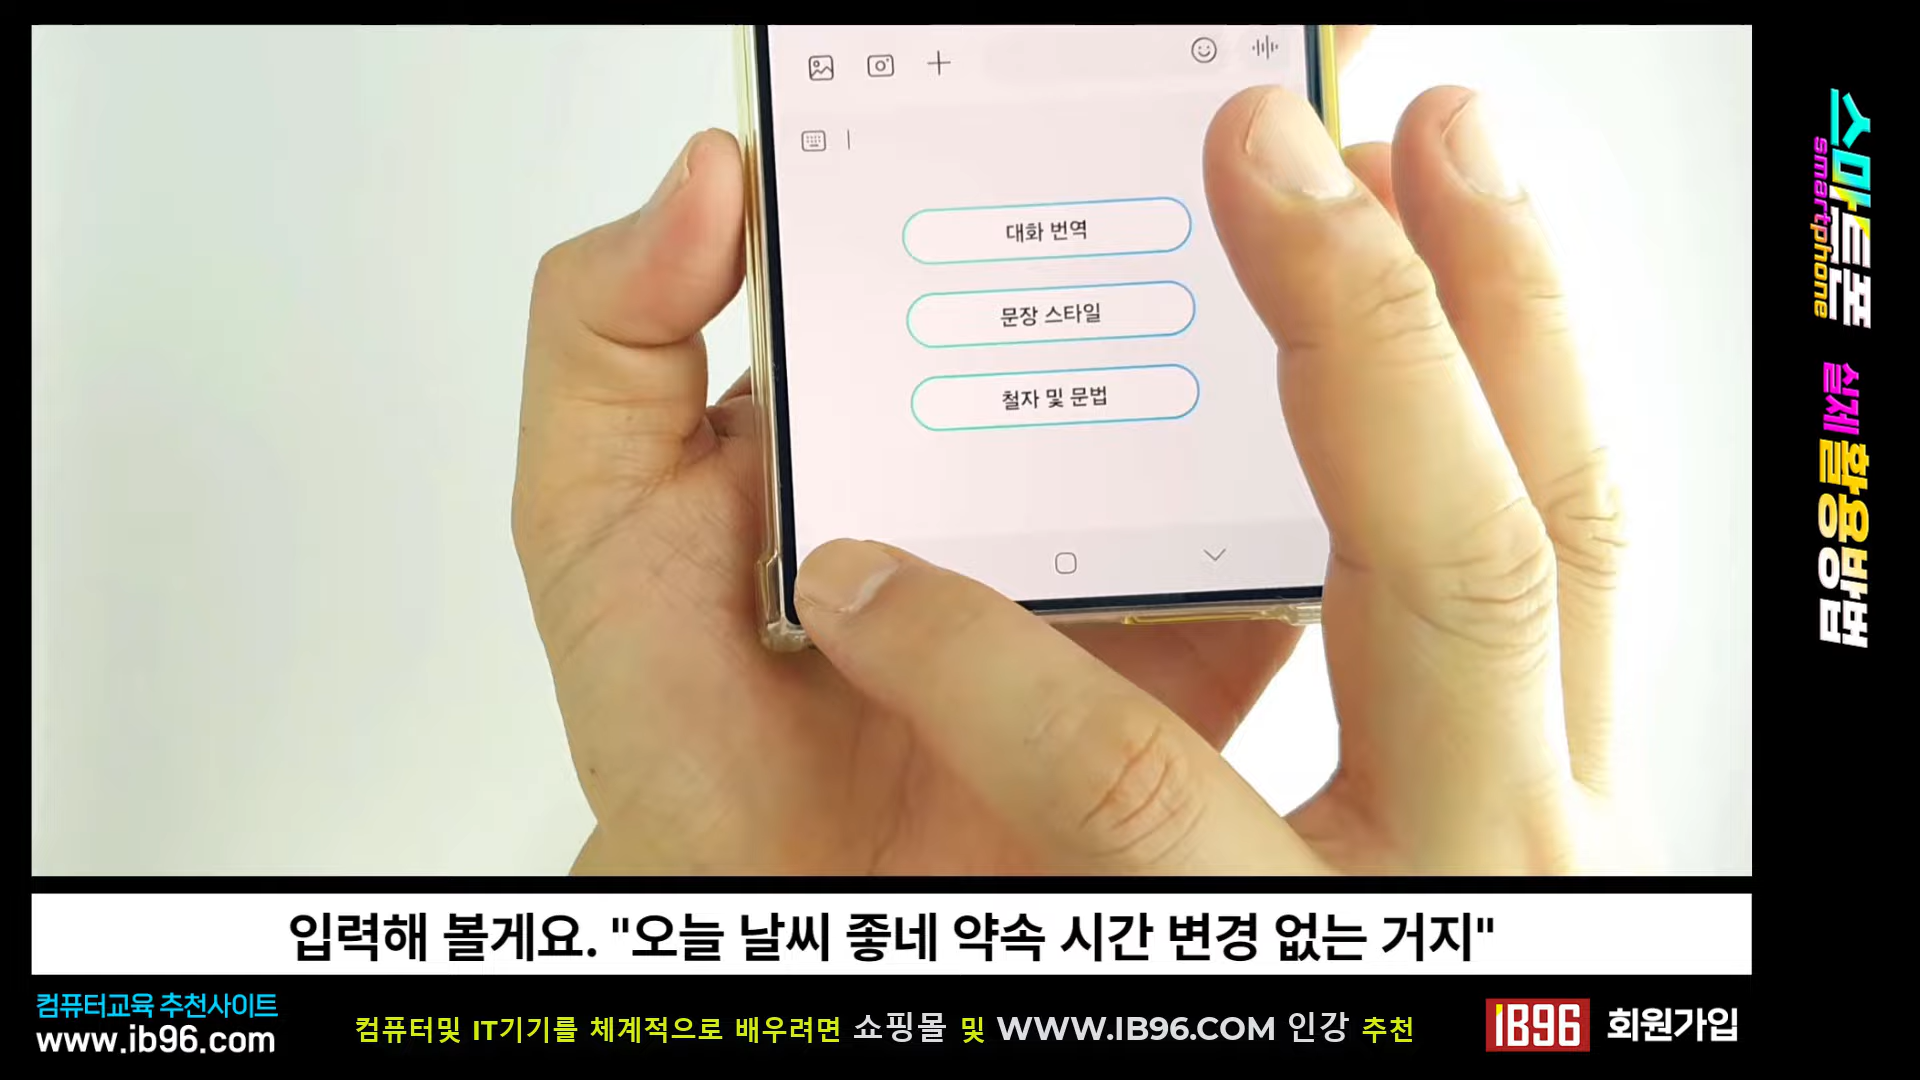 대화 번역
문장 스타일
철자 및 문법
스마트폰
smartphone
실제 활용방법
입력해 볼게요. "오늘 날씨 좋네 약속 시간 변경 없는 거지"
컴퓨터교육 추천사이트
www.ib96.com
컴퓨터및 IT기기를 체계적으로 배우려면 쇼핑몰 및 WWW.IB96.COM 인강 추천
IB96 회원가입